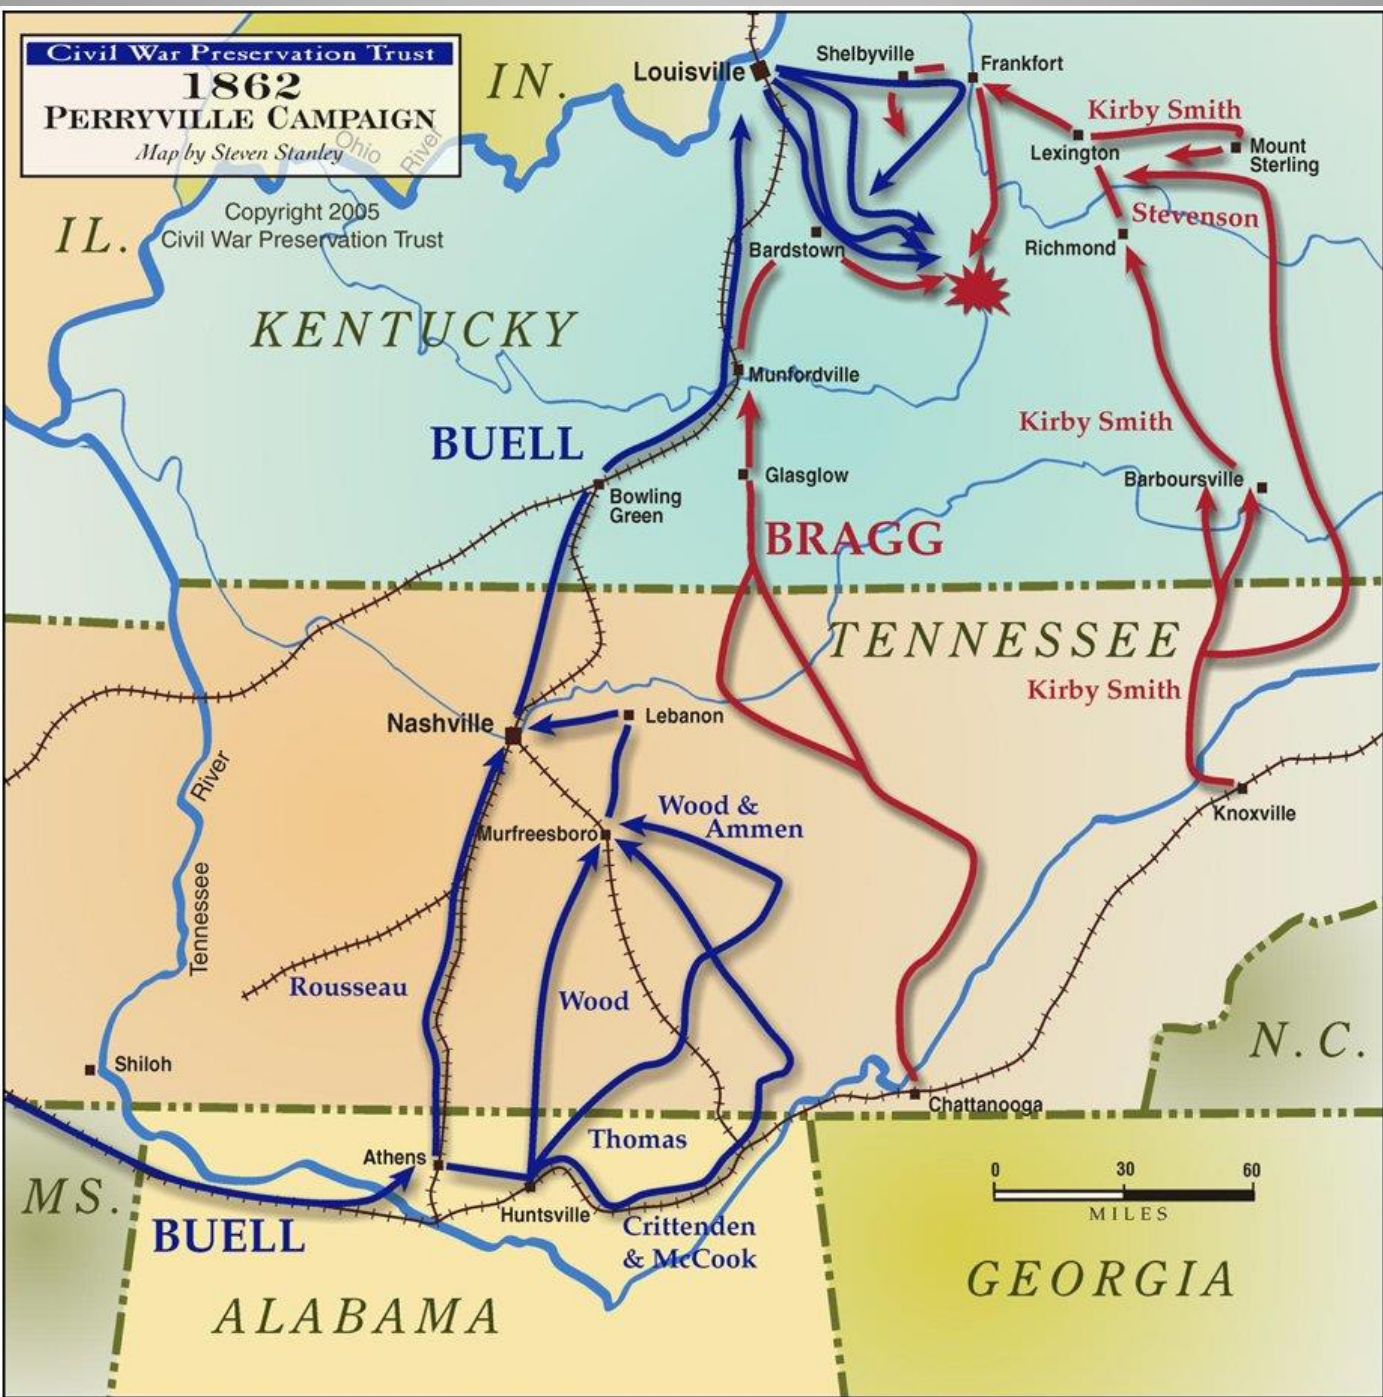 Civil War Preservation Trust
1862
PERRYVILLE CAMPAIGN
Map by Steven Stanley
Ohio
River
Copyright 2005
Civil War Preservation Trust
IN.
IL.
Louisville
Shelbyville
Frankfort
Kirby Smith
Lexington
Mount
Sterling
Stevenson
Richmond
Bardstown
KENTUCKY
Munfordville
BUELL
Kirby Smith
Glasglow
Barboursville
Bowling
Green
BRAGG
TENNESSEE
Kirby Smith
Nashville
Lebanon
River
Tennessee
Murfreesboro
Wood &
Ammen
Knoxville
Rousseau
Wood
Shiloh
N.C.
Chattanooga
Athens
Thomas
MS.
BUELL
Huntsville
Crittenden
& McCook
0 30 60
MILES
ALABAMA
GEORGIA